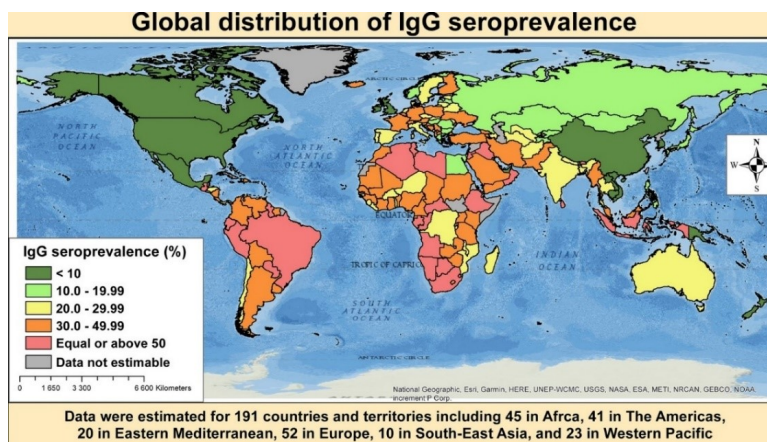 Global distribution of IgG seroprevalence
ARCTIC CIRCLE
NORTH
PACIFIC
OCEAN
NORTH
ATLANTIC
OCEAN
W
S
EQUATOR
INDIAN
OCEAN
TROPIC OF CAPRIC
SOUTH
ATLANTIC
OCEAN
ANTARCTIC CIRCLE
IgG seroprevalence (%)
< 10
10.0 - 19.99
20.0 - 29.99
30.0 - 49.99
Equal or above 50
Data not estimable
0 1 650 3 300 6 600 Kilometers
National Geographic, Esri, Garmin, HERE, UNEP-WCMC, USGS, NASA, ESA, METI, NRCAN, GEBCO, NOAA
increment P Corp.
Data were estimated for 191 countries and territories including 45 in Afrca, 41 in The Americas,
20 in Eastern Mediterranean, 52 in Europe, 10 in South-East Asia, and 23 in Western Pacific